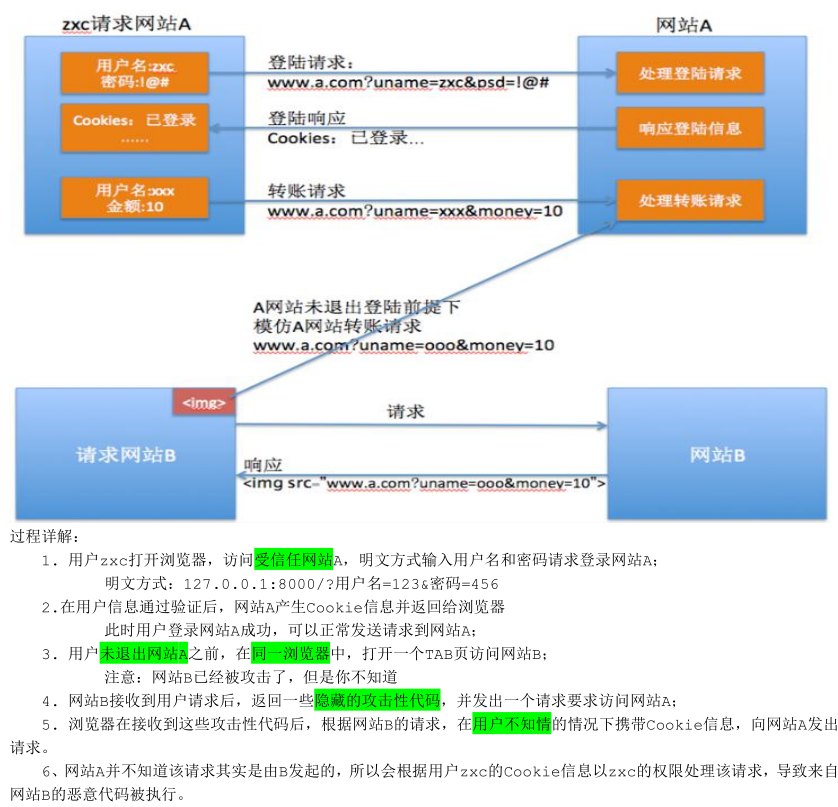 zxc请求网站A
网站A
用户名:zxc
密码:!@#
登陆请求:
www.a.com?uname=zxc&psd=!@#
处理登陆请求
Cookies: 已登录
......
登陆响应
Cookies: 已登录...
响应登陆信息
用户名:xxx
金额:10
转账请求
www.a.com?uname=xxx&money=10
处理转账请求
A网站未退出登陆前提下
模仿A网站转账请求
www.a.com?uname=ooo&money=10
<img>
请求
请求网站B
网站B
响应
<img src="www.a.com?uname=ooo&money=10">
过程详解:
1. 用户zxc打开浏览器，访问受信任网站A，明文方式输入用户名和密码请求登录网站A；
明文方式: 127.0.0.1:8000/?用户名=123&密码=456
2.在用户信息通过验证后，网站A产生Cookie信息并返回给浏览器
此时用户登录网站A成功，可以正常发送请求到网站A；
3. 用户未退出网站A之前，在同一浏览器中，打开一个TAB页访问网站B；
注意: 网站B已经被攻击了，但是你不知道
4. 网站B接收到用户请求后，返回一些隐藏的攻击性代码，并发出一个请求要求访问网站A；
5. 浏览器在接收到这些攻击性代码后，根据网站B的请求，在用户不知情的情况下携带Cookie信息，向网站A发出
请求。
6、网站A并不知道该请求其实是由B发起的，所以会根据用户zxc的Cookie信息以zxc的权限处理该请求，导致来自
网站B的恶意代码被执行。